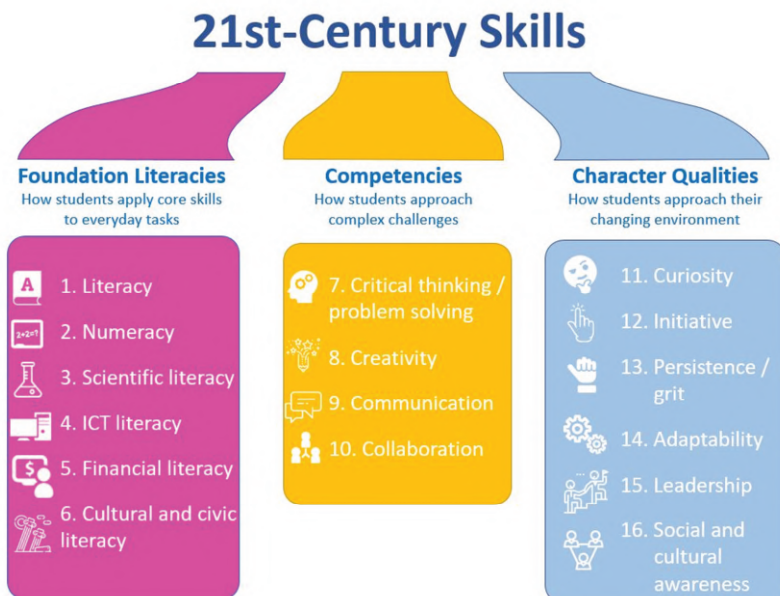 21st-Century Skills
Foundation Literacies
How students apply core skills
to everyday tasks
A
1. Literacy
2+2=?
2. Numeracy
3. Scientific literacy
4. ICT literacy
$
5. Financial literacy
6. Cultural and civic
literacy
Competencies
How students approach
complex challenges
7. Critical thinking /
problem solving
8. Creativity
9. Communication
10. Collaboration
Character Qualities
How students approach their
changing environment
11. Curiosity
12. Initiative
13. Persistence /
grit
14. Adaptability
15. Leadership
16. Social and
cultural
awareness